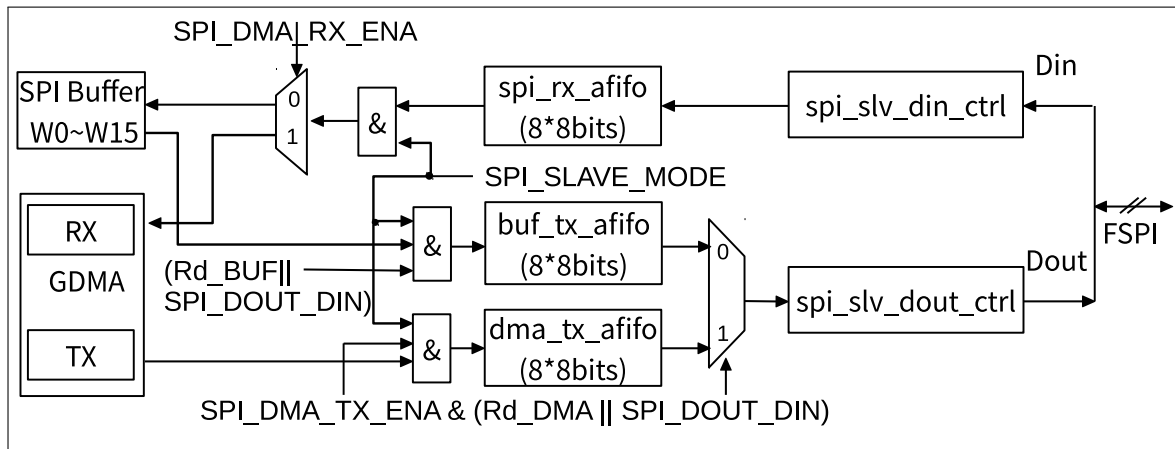 SPI_DMA_RX_ENA
SPI Buffer
W0~W15
0
1
&
spi_rx_afifo
(8*8bits)
spi_slv_din_ctrl
Din
SPI_SLAVE_MODE
RX
GDMA
TX
&
buf_tx_afifo
(8*8bits)
(Rd_BUF||
SPI_DOUT_DIN)
&
dma_tx_afifo
(8*8bits)
0
1
Dout
spi_slv_dout_ctrl
FSPI
SPI_DMA_TX_ENA & (Rd_DMA || SPI_DOUT_DIN)